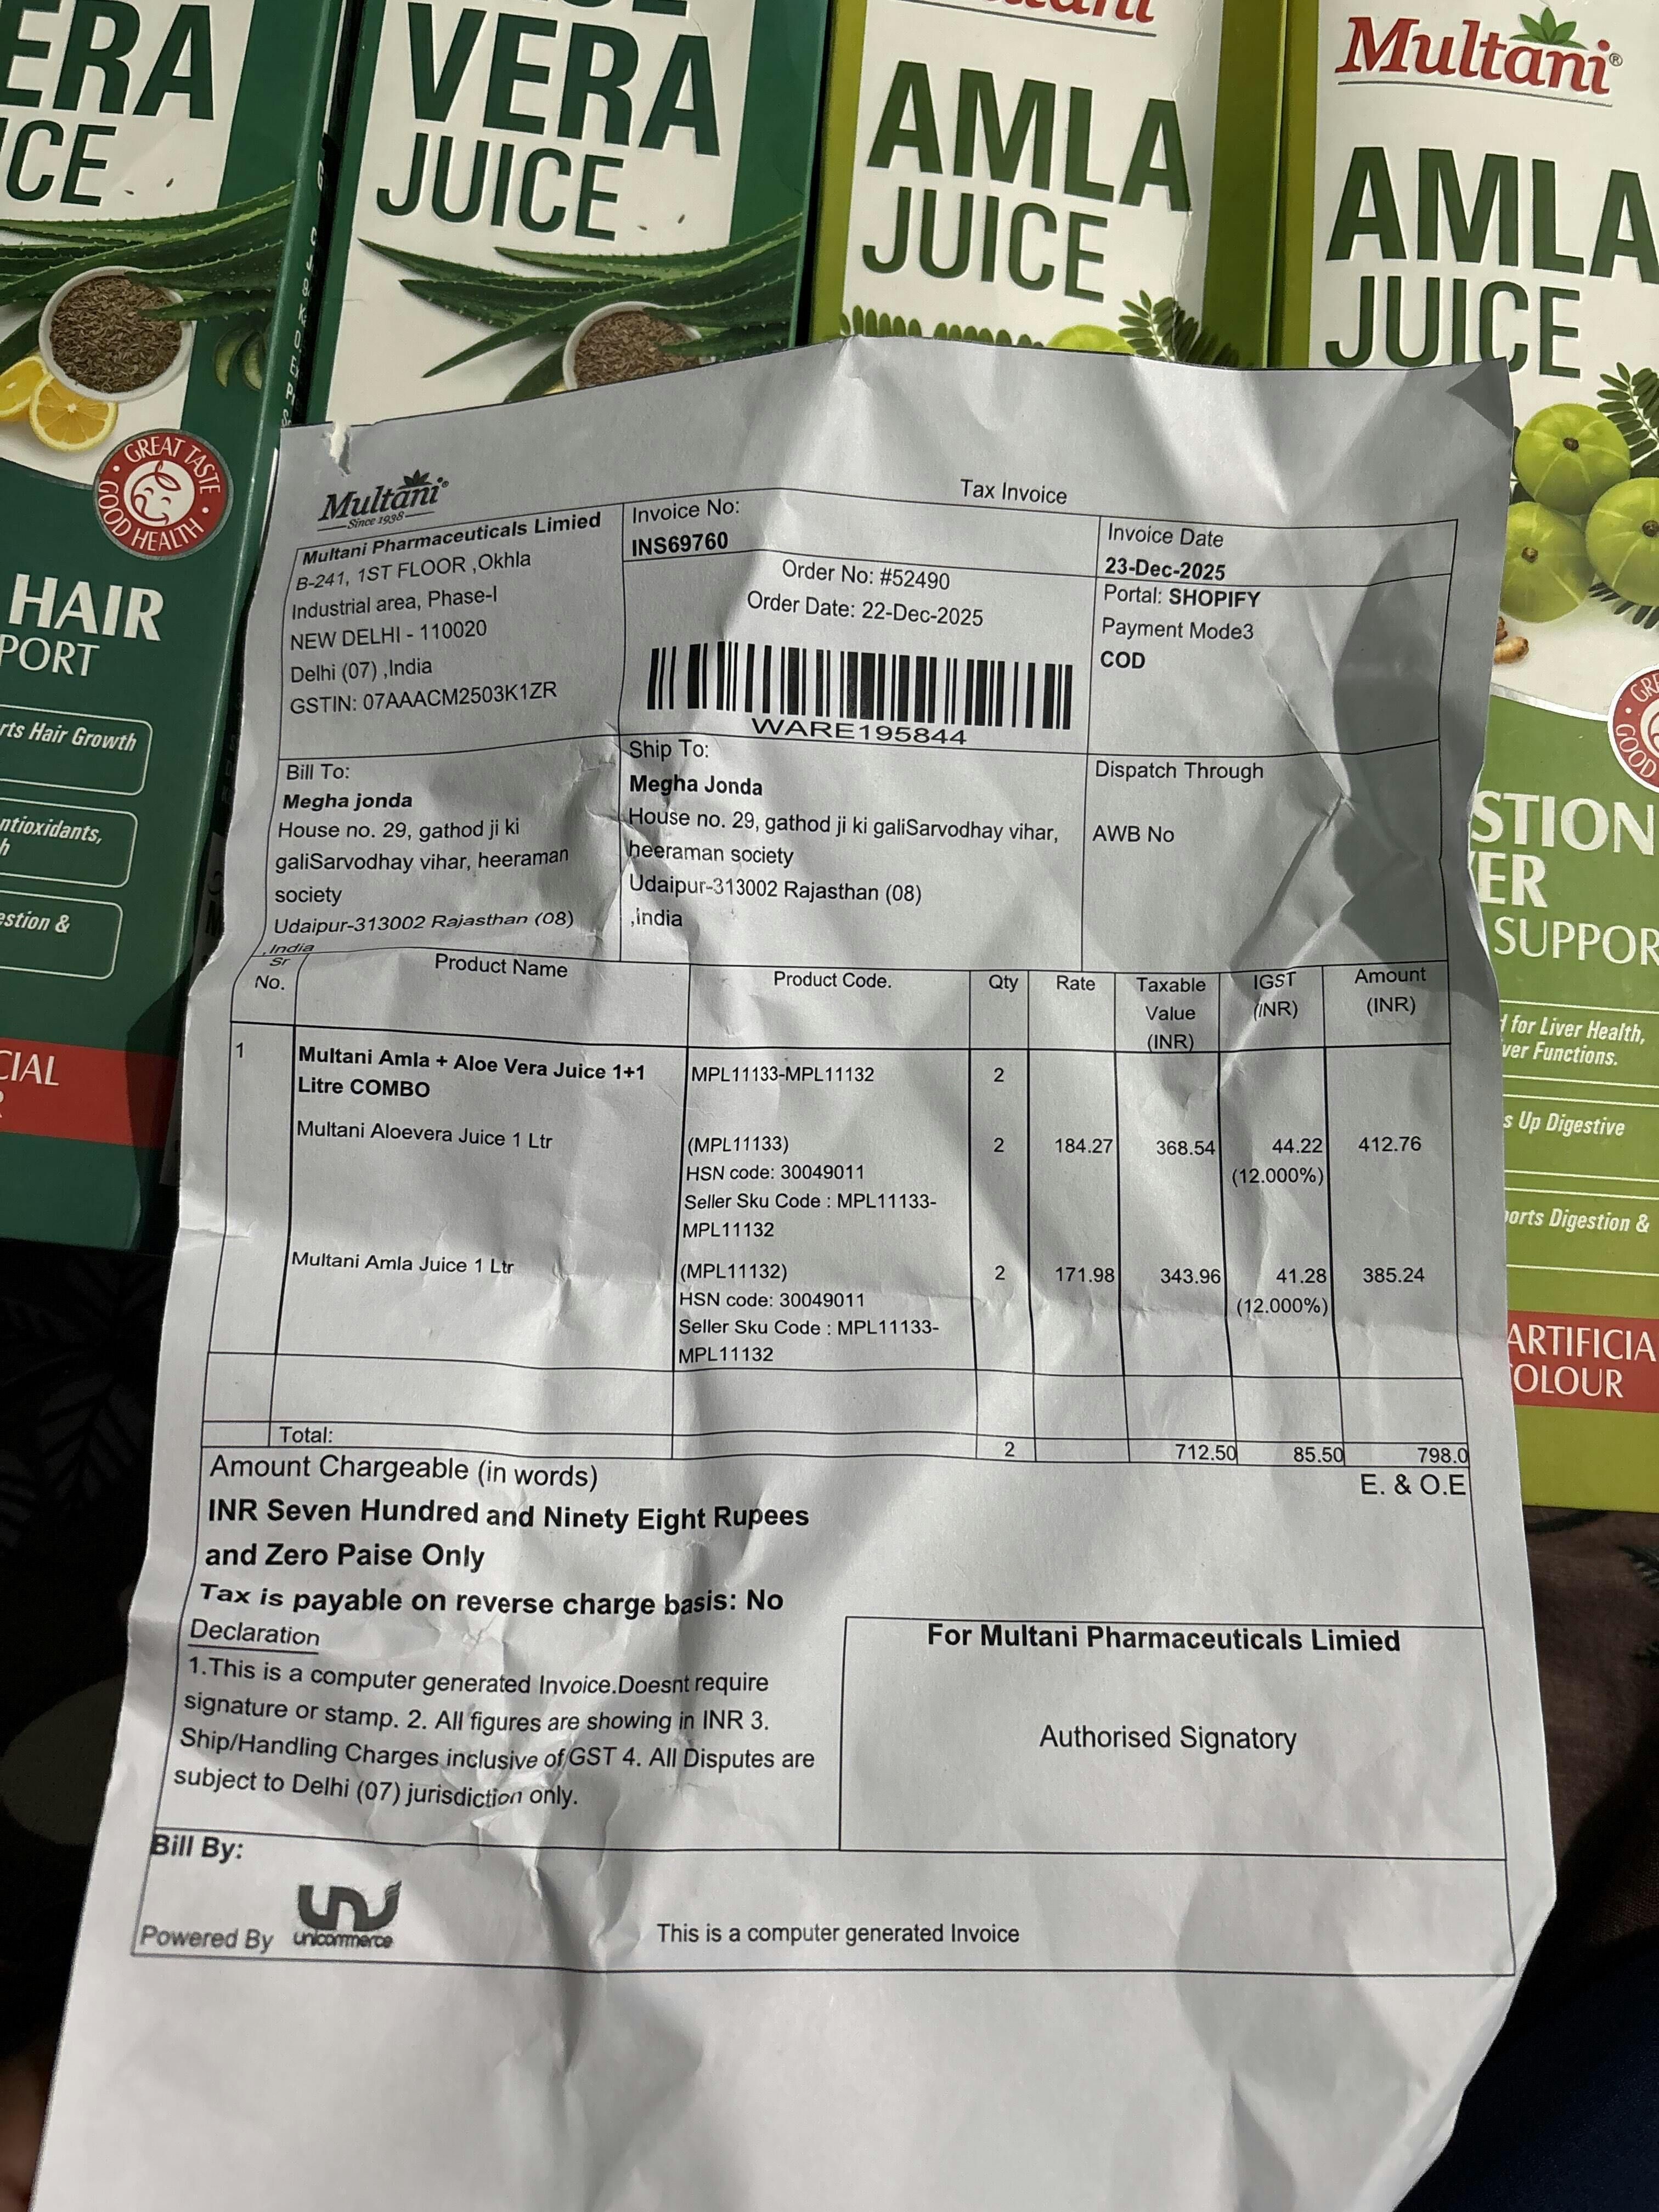 ERA
ICE
VERA
JUICE
AMLA
JUICE
Multani®
AMLA
JUICE
GREAT TASTE
GOOD HEALTH
HAIR
PORT
rts Hair Growth
ntioxidants,
h
estion &
CIAL
R
GOOD
STION
ER
SUPPOR
for Liver Health,
ver Functions.
s Up Digestive
orts Digestion &
ARTIFICIA
OLOUR
Tax Invoice
Multani®
Since 1938
Multani Pharmaceuticals Limied
B-241, 1ST FLOOR ,Okhla
Industrial area, Phase-I
NEW DELHI - 110020
Delhi (07) ,India
GSTIN: 07AAACM2503K1ZR
Invoice No:
INS69760
Order No: #52490
Order Date: 22-Dec-2025
WARE195844
Invoice Date
23-Dec-2025
Portal: SHOPIFY
Payment Mode3
COD
Bill To:
Megha jonda
House no. 29, gathod ji ki
galiSarvodhay vihar, heeraman
society
Udaipur-313002 Rajasthan (08)
,India
Ship To:
Megha Jonda
House no. 29, gathod ji ki galiSarvodhay vihar,
heeraman society
Udaipur-313002 Rajasthan (08)
,india
Dispatch Through
AWB No
Sr No. Product Name Product Code. Qty Rate Taxable Value (INR) IGST (INR) Amount (INR)
1 Multani Amla + Aloe Vera Juice 1+1 MPL11133-MPL11132 2
Litre COMBO
Multani Aloevera Juice 1 Ltr (MPL11133) 2 184.27 368.54 44.22 412.76
HSN code: 30049011 (12.000%)
Seller Sku Code : MPL11133-
MPL11132
Multani Amla Juice 1 Ltr (MPL11132) 2 171.98 343.96 41.28 385.24
HSN code: 30049011 (12.000%)
Seller Sku Code : MPL11133-
MPL11132
Total: 2 712.50 85.50 798.0
Amount Chargeable (in words) E. & O.E
INR Seven Hundred and Ninety Eight Rupees
and Zero Paise Only
Tax is payable on reverse charge basis: No
Declaration
1.This is a computer generated Invoice.Doesnt require
signature or stamp. 2. All figures are showing in INR 3.
Ship/Handling Charges inclusive of GST 4. All Disputes are
subject to Delhi (07) jurisdiction only.
For Multani Pharmaceuticals Limied
Authorised Signatory
Bill By:
Powered By unicommerce
This is a computer generated Invoice